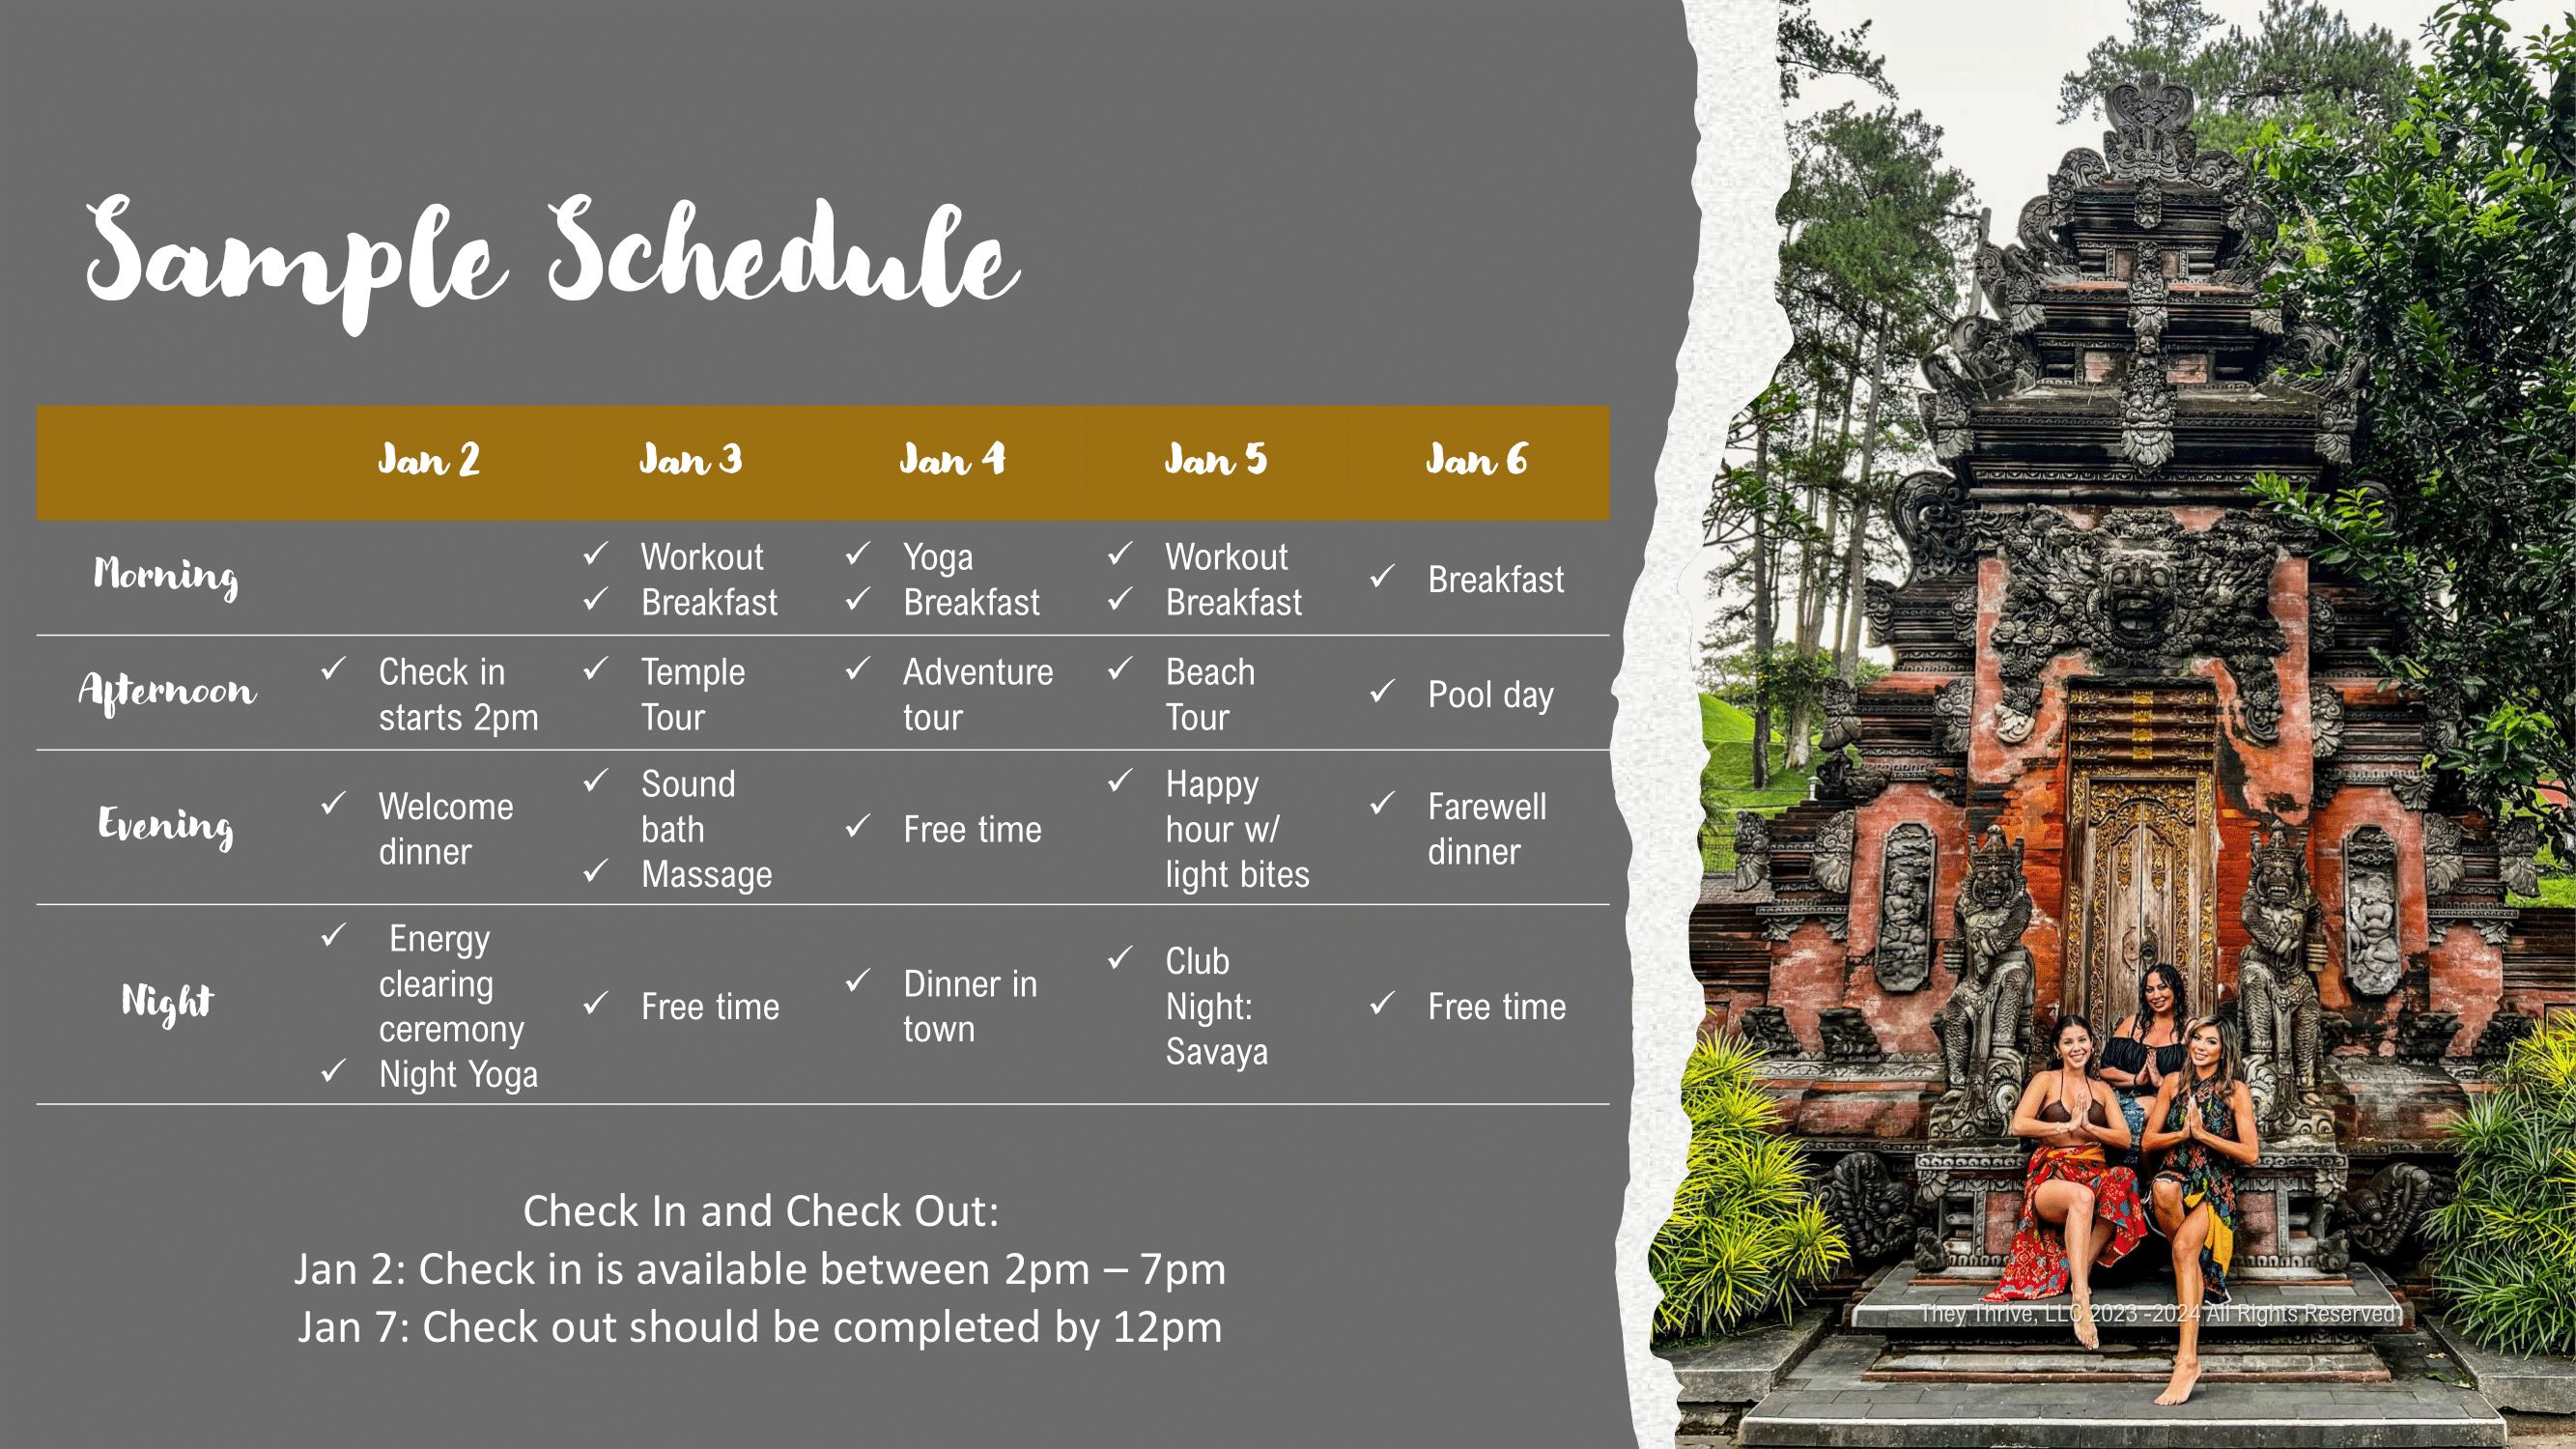 Sample Schedule
Jan 2 Jan 3 Jan 4 Jan 5 Jan 6
Morning
✓ Workout
✓ Breakfast
✓ Yoga
✓ Breakfast
✓ Workout
✓ Breakfast
✓ Breakfast
Afternoon
✓ Check in
starts 2pm
✓ Temple
Tour
✓ Adventure
tour
✓ Beach
Tour
✓ Pool day
Evening
✓ Welcome
dinner
✓ Sound
bath
✓ Massage
✓ Free time
✓ Happy
hour w/
light bites
✓ Farewell
dinner
Night
✓ Energy
clearing
ceremony
✓ Night Yoga
✓ Free time
✓ Dinner in
town
✓ Club
Night:
Savaya
✓ Free time
Check In and Check Out:
Jan 2: Check in is available between 2pm – 7pm
Jan 7: Check out should be completed by 12pm
They Thrive, LLC 2023 -2024 All Rights Reserved